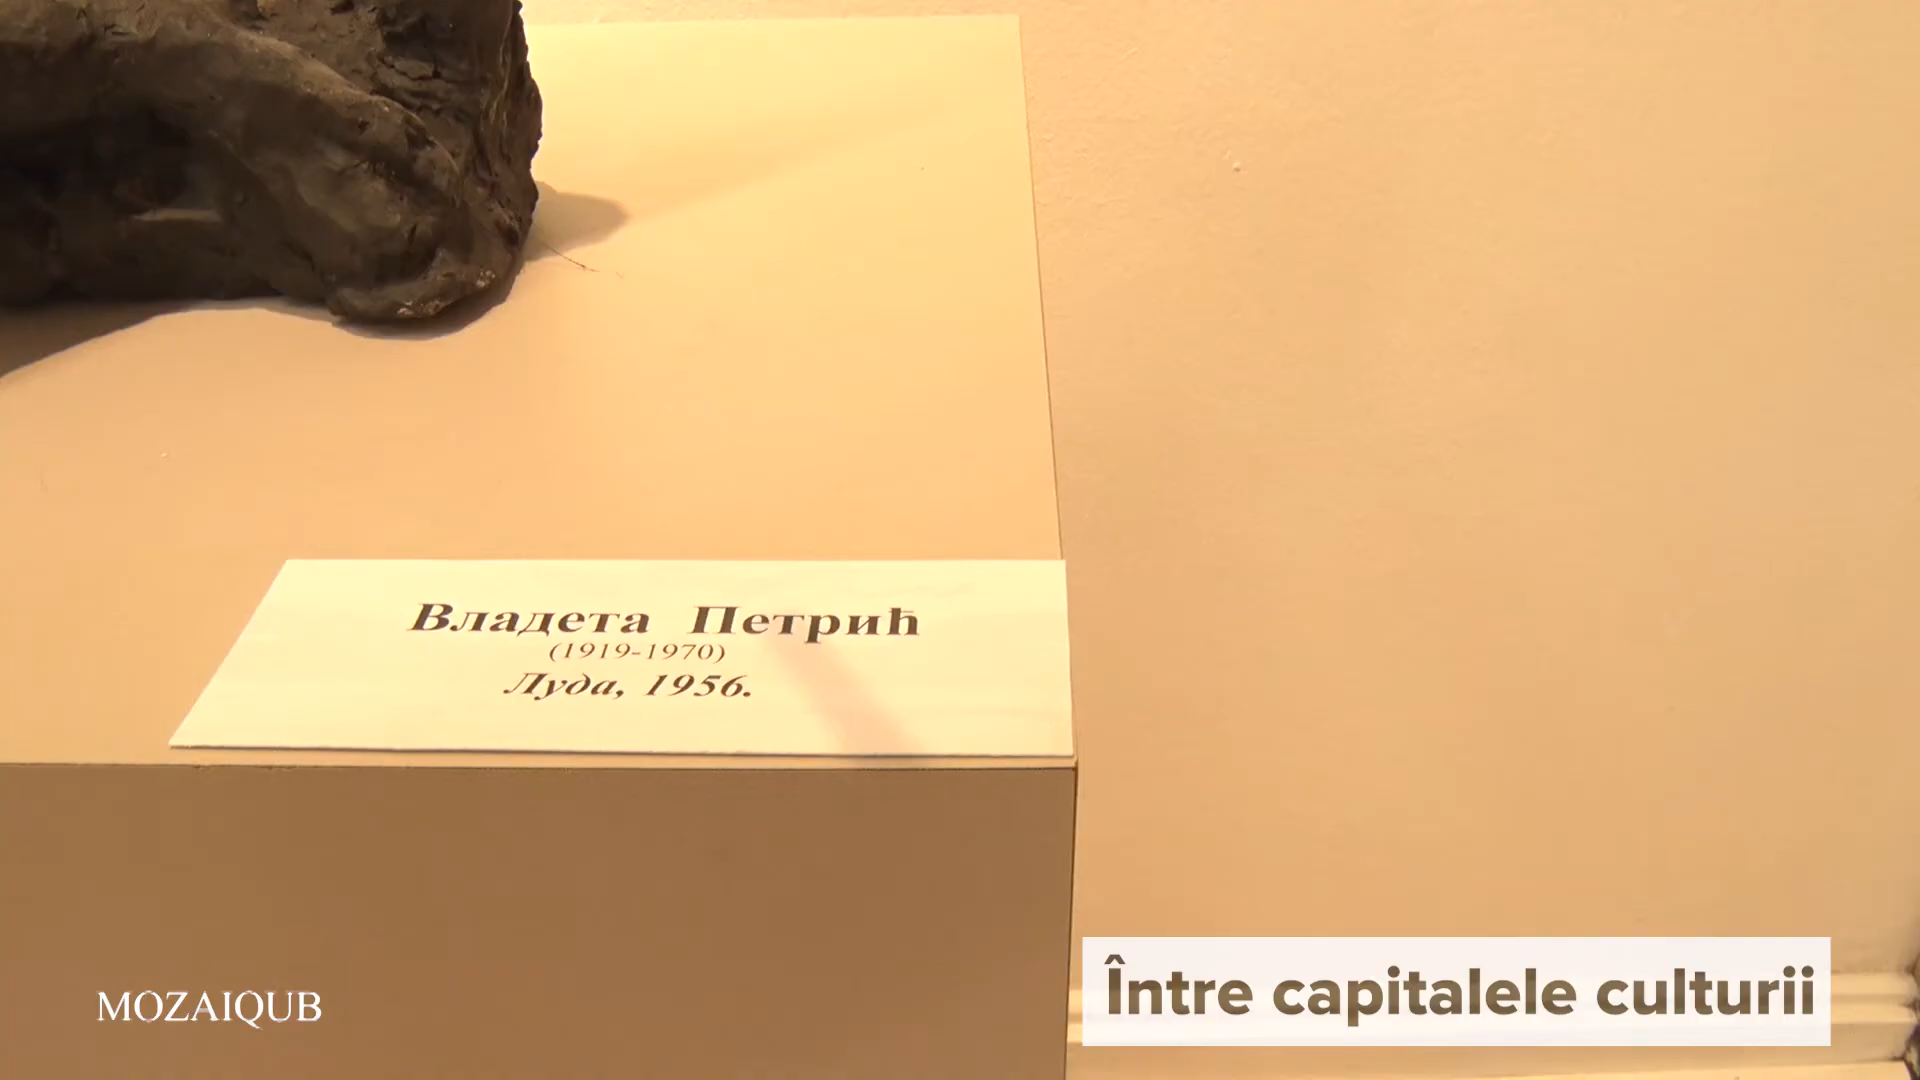 Владета Петрић
(1919-1970)
Луда, 1956.
MOZAIQUB
Între capitalele culturii